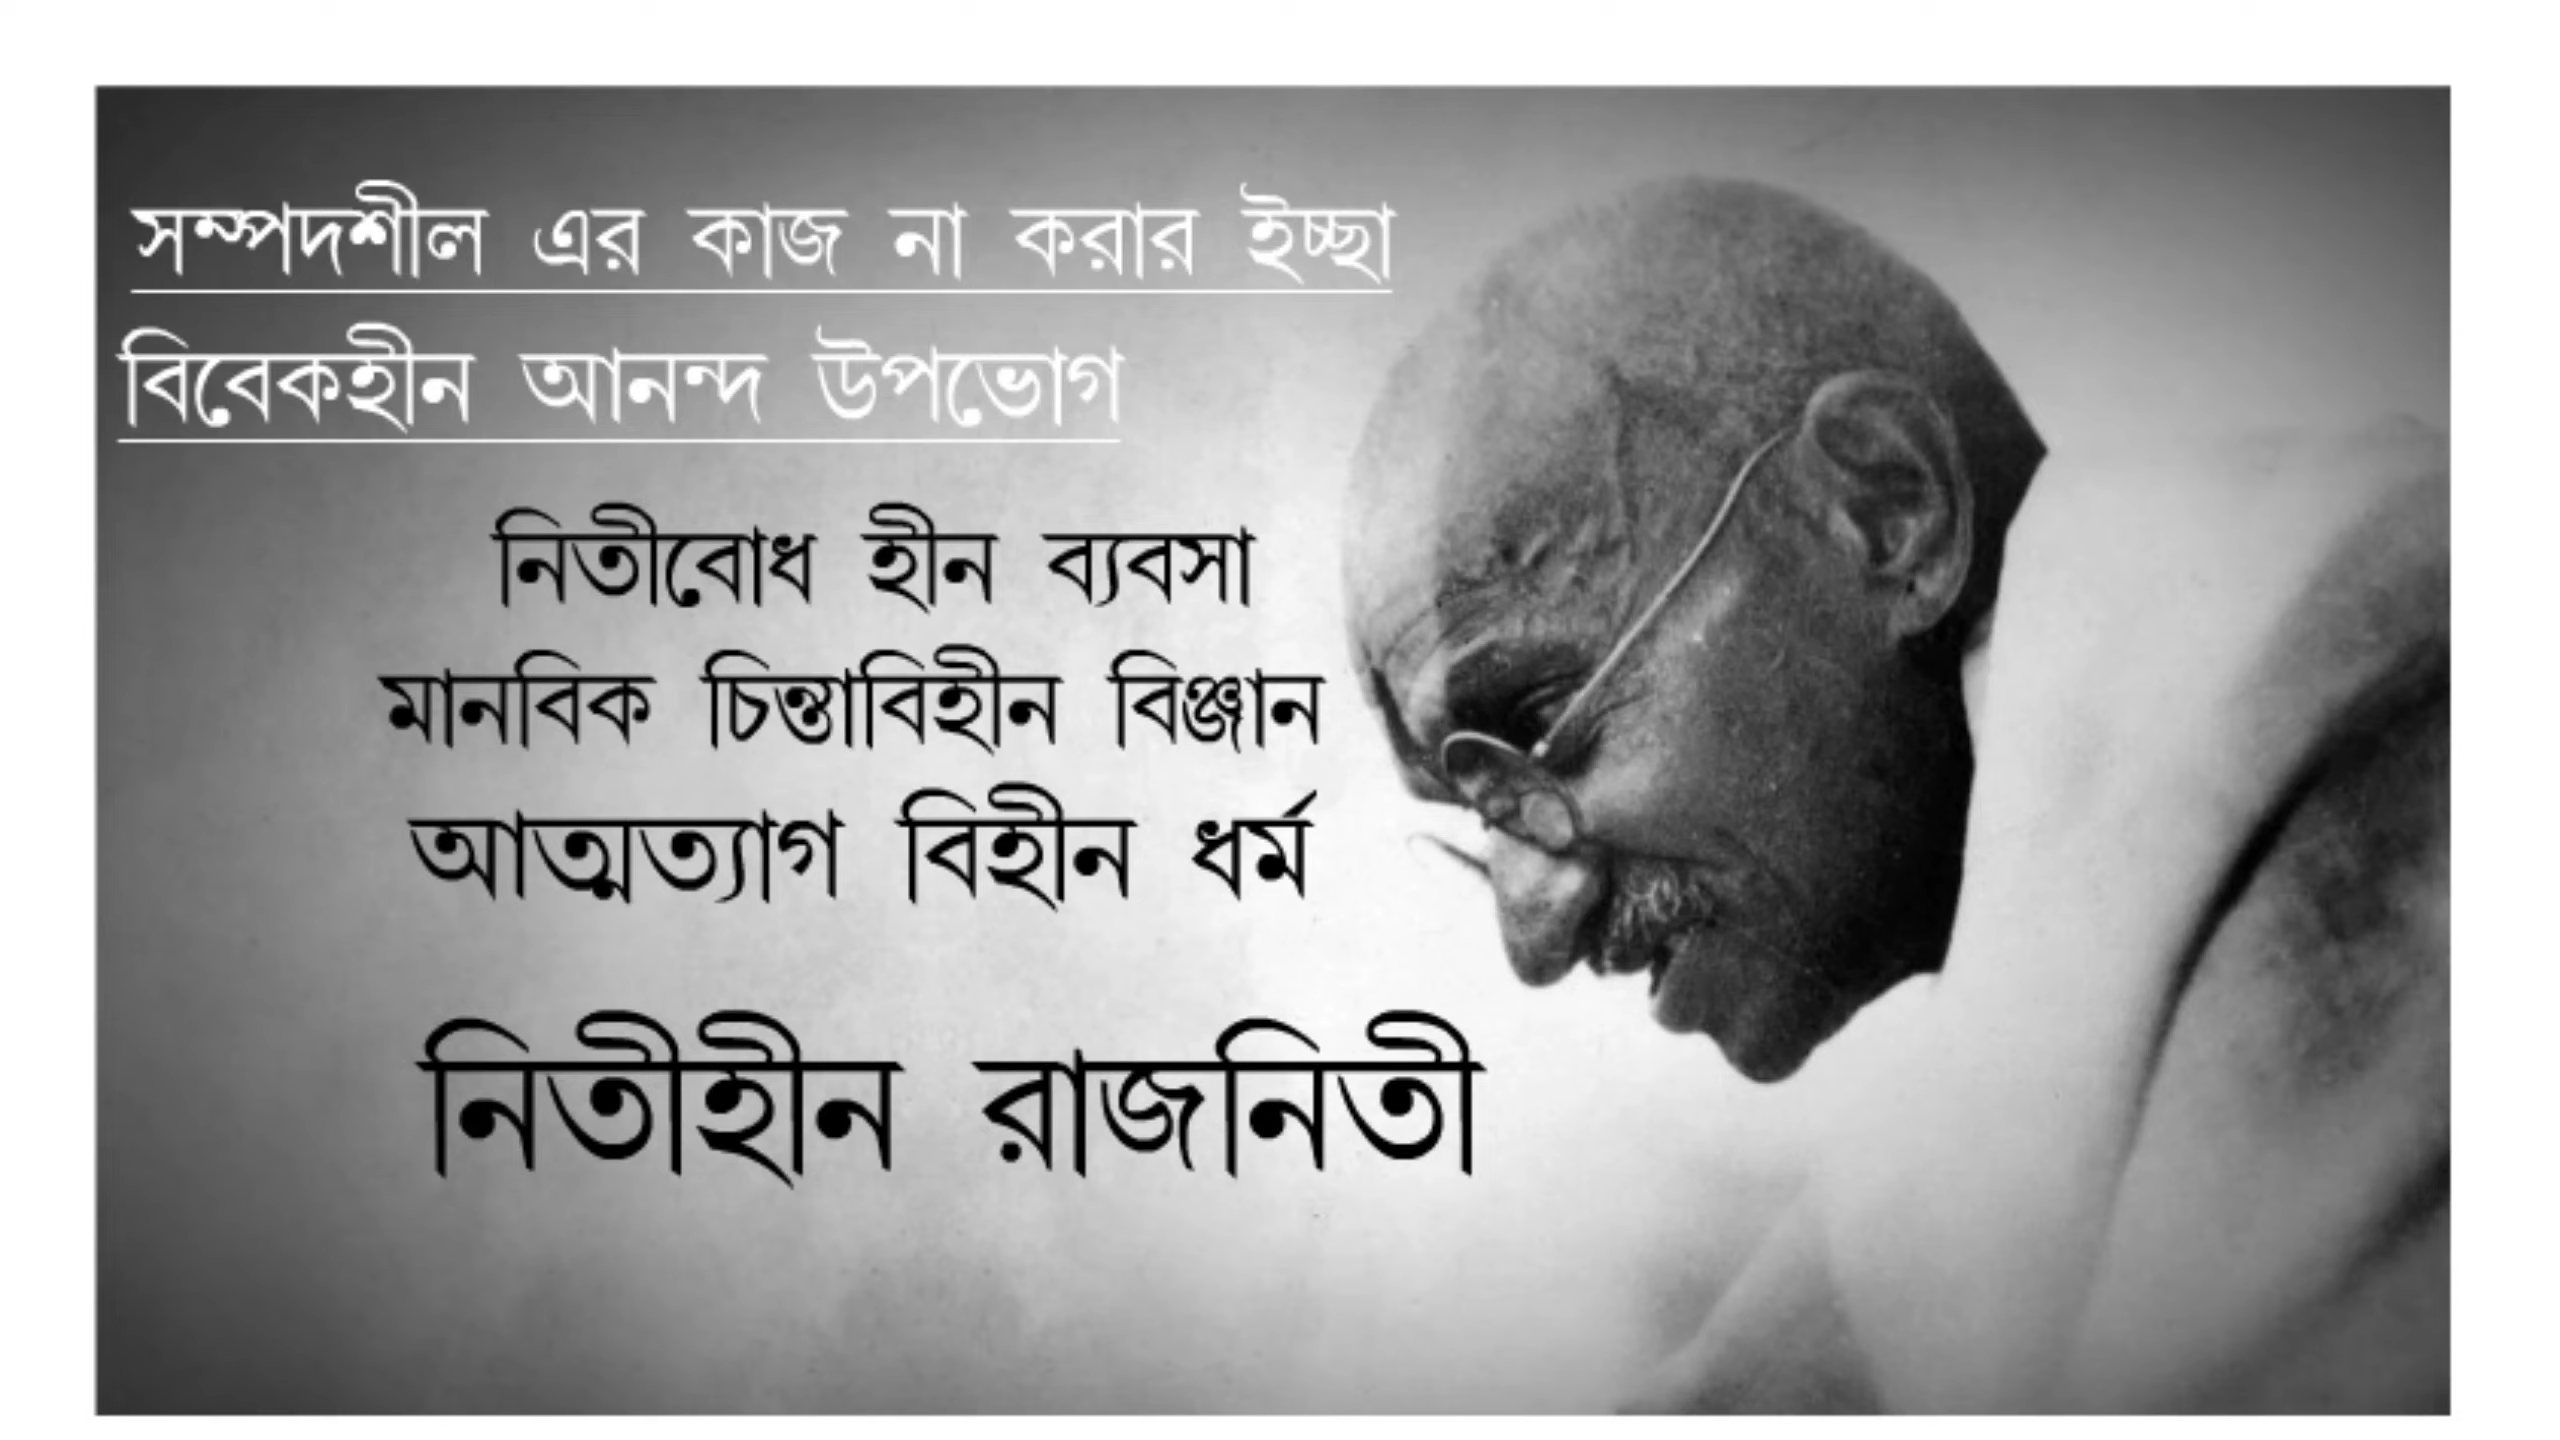 সম্পদশীল এর কাজ না করার ইচ্ছা
বিবেকহীন আনন্দ উপভোগ
নিতীবোধ হীন ব্যবসা
মানবিক চিন্তাবিহীন বিজ্ঞান
আত্মত্যাগ বিহীন ধর্ম
নিতীহীন রাজনিতী